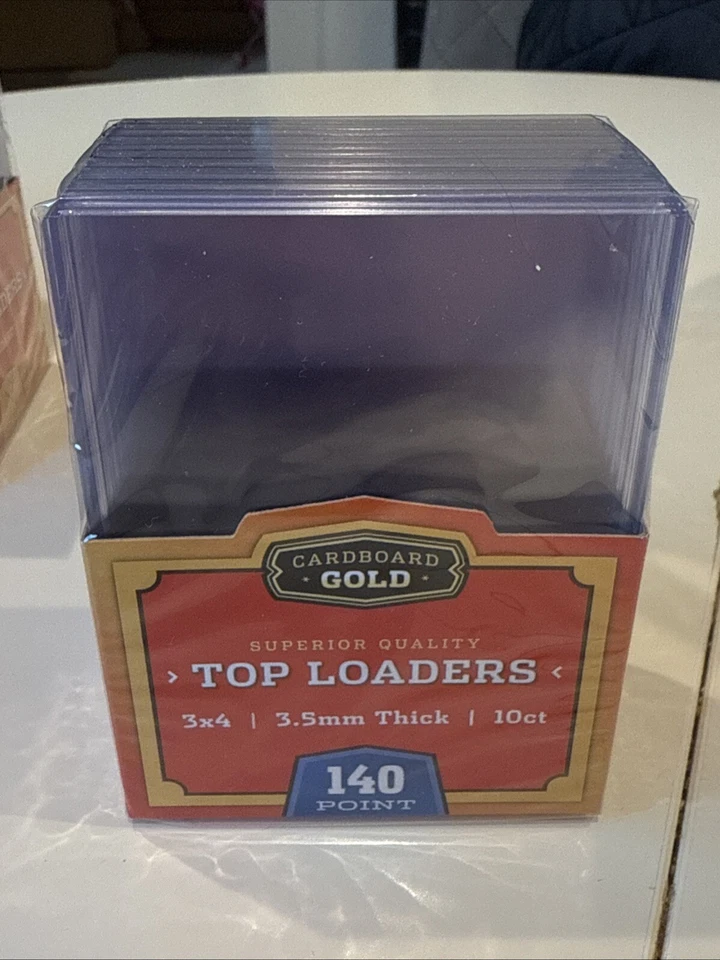 CARDBOARD
GOLD
SUPERIOR QUALITY
› TOP LOADERS ‹
3x4 | 3.5mm Thick | 10ct
140
POINT